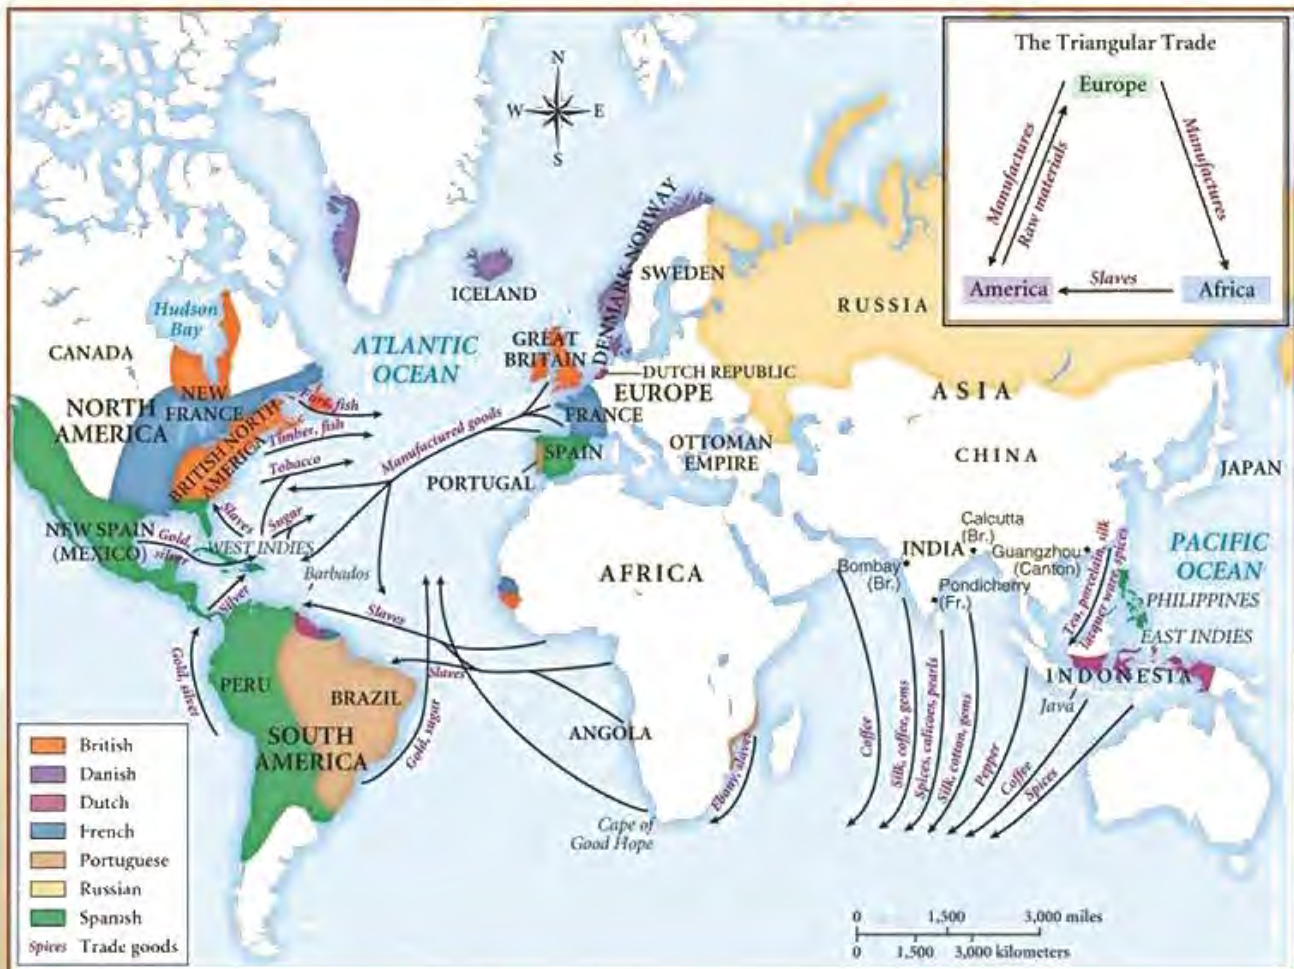 The Triangular Trade
Europe
Manufactures
Raw materials
Manufactures
America
Slaves
Africa
N
W
E
S
DENMARK-NORWAY
SWEDEN
ICELAND
RUSSIA
Hudson
Bay
CANADA
ATLANTIC
OCEAN
GREAT
BRITAIN
DUTCH REPUBLIC
EUROPE
NEW
FRANCE
NORTH
AMERICA
Furs, fish
FRANCE
ASIA
BRITISH NORTH
AMERICA
Timber, fish
Manufactured goods
SPAIN
OTTOMAN
EMPIRE
CHINA
JAPAN
Tobacco
PORTUGAL
Slaves
Sugar
NEW SPAIN
(MEXICO)
Gold,
silver
WEST INDIES
Barbados
Silver
AFRICA
Calcutta
(Br.)
INDIA
Bombay
(Br.)
Guangzhou
(Canton)
Pondicherry
(Fr.)
Tea, porcelain, silk
lacquer ware, spices
PACIFIC
OCEAN
PHILIPPINES
EAST INDIES
INDONESIA
Java
Slaves
Slaves
Gold, silver
PERU
BRAZIL
SOUTH
AMERICA
Gold, sugar
ANGOLA
Ebony, slaves
Cape of
Good Hope
Coffee
Silk, coffee, gems
Spices, calicoes, pearls
Silk, cotton, gems
Pepper
Coffee
Spices
British
Danish
Dutch
French
Portuguese
Russian
Spanish
Spices Trade goods
0 1,500 3,000 miles
0 1,500 3,000 kilometers